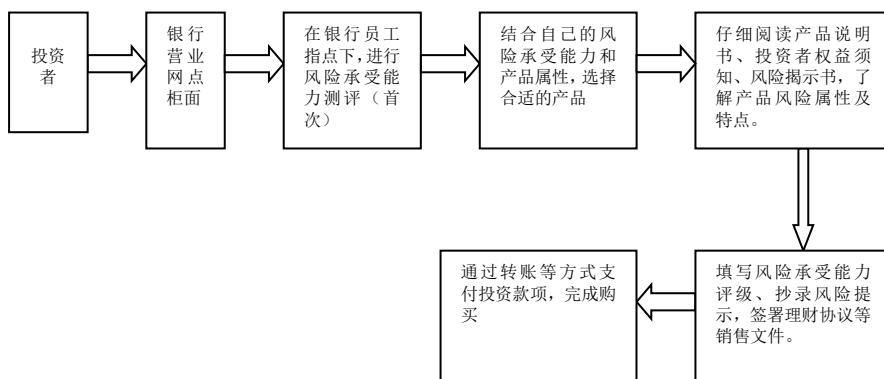 投资
者
银行
营业
网点
柜面
在银行员工
指点下，进行
风险承受能
力测评（首
次）
结合自己的风
险承受能力和
产品属性，选择
合适的产品
仔细阅读产品说明
书、投资者权益须
知、风险揭示书，了
解产品风险属性及
特点。
填写风险承受能力
评级、抄录风险提
示，签署理财协议等
销售文件。
通过转账等方式支
付投资款项，完成购
买